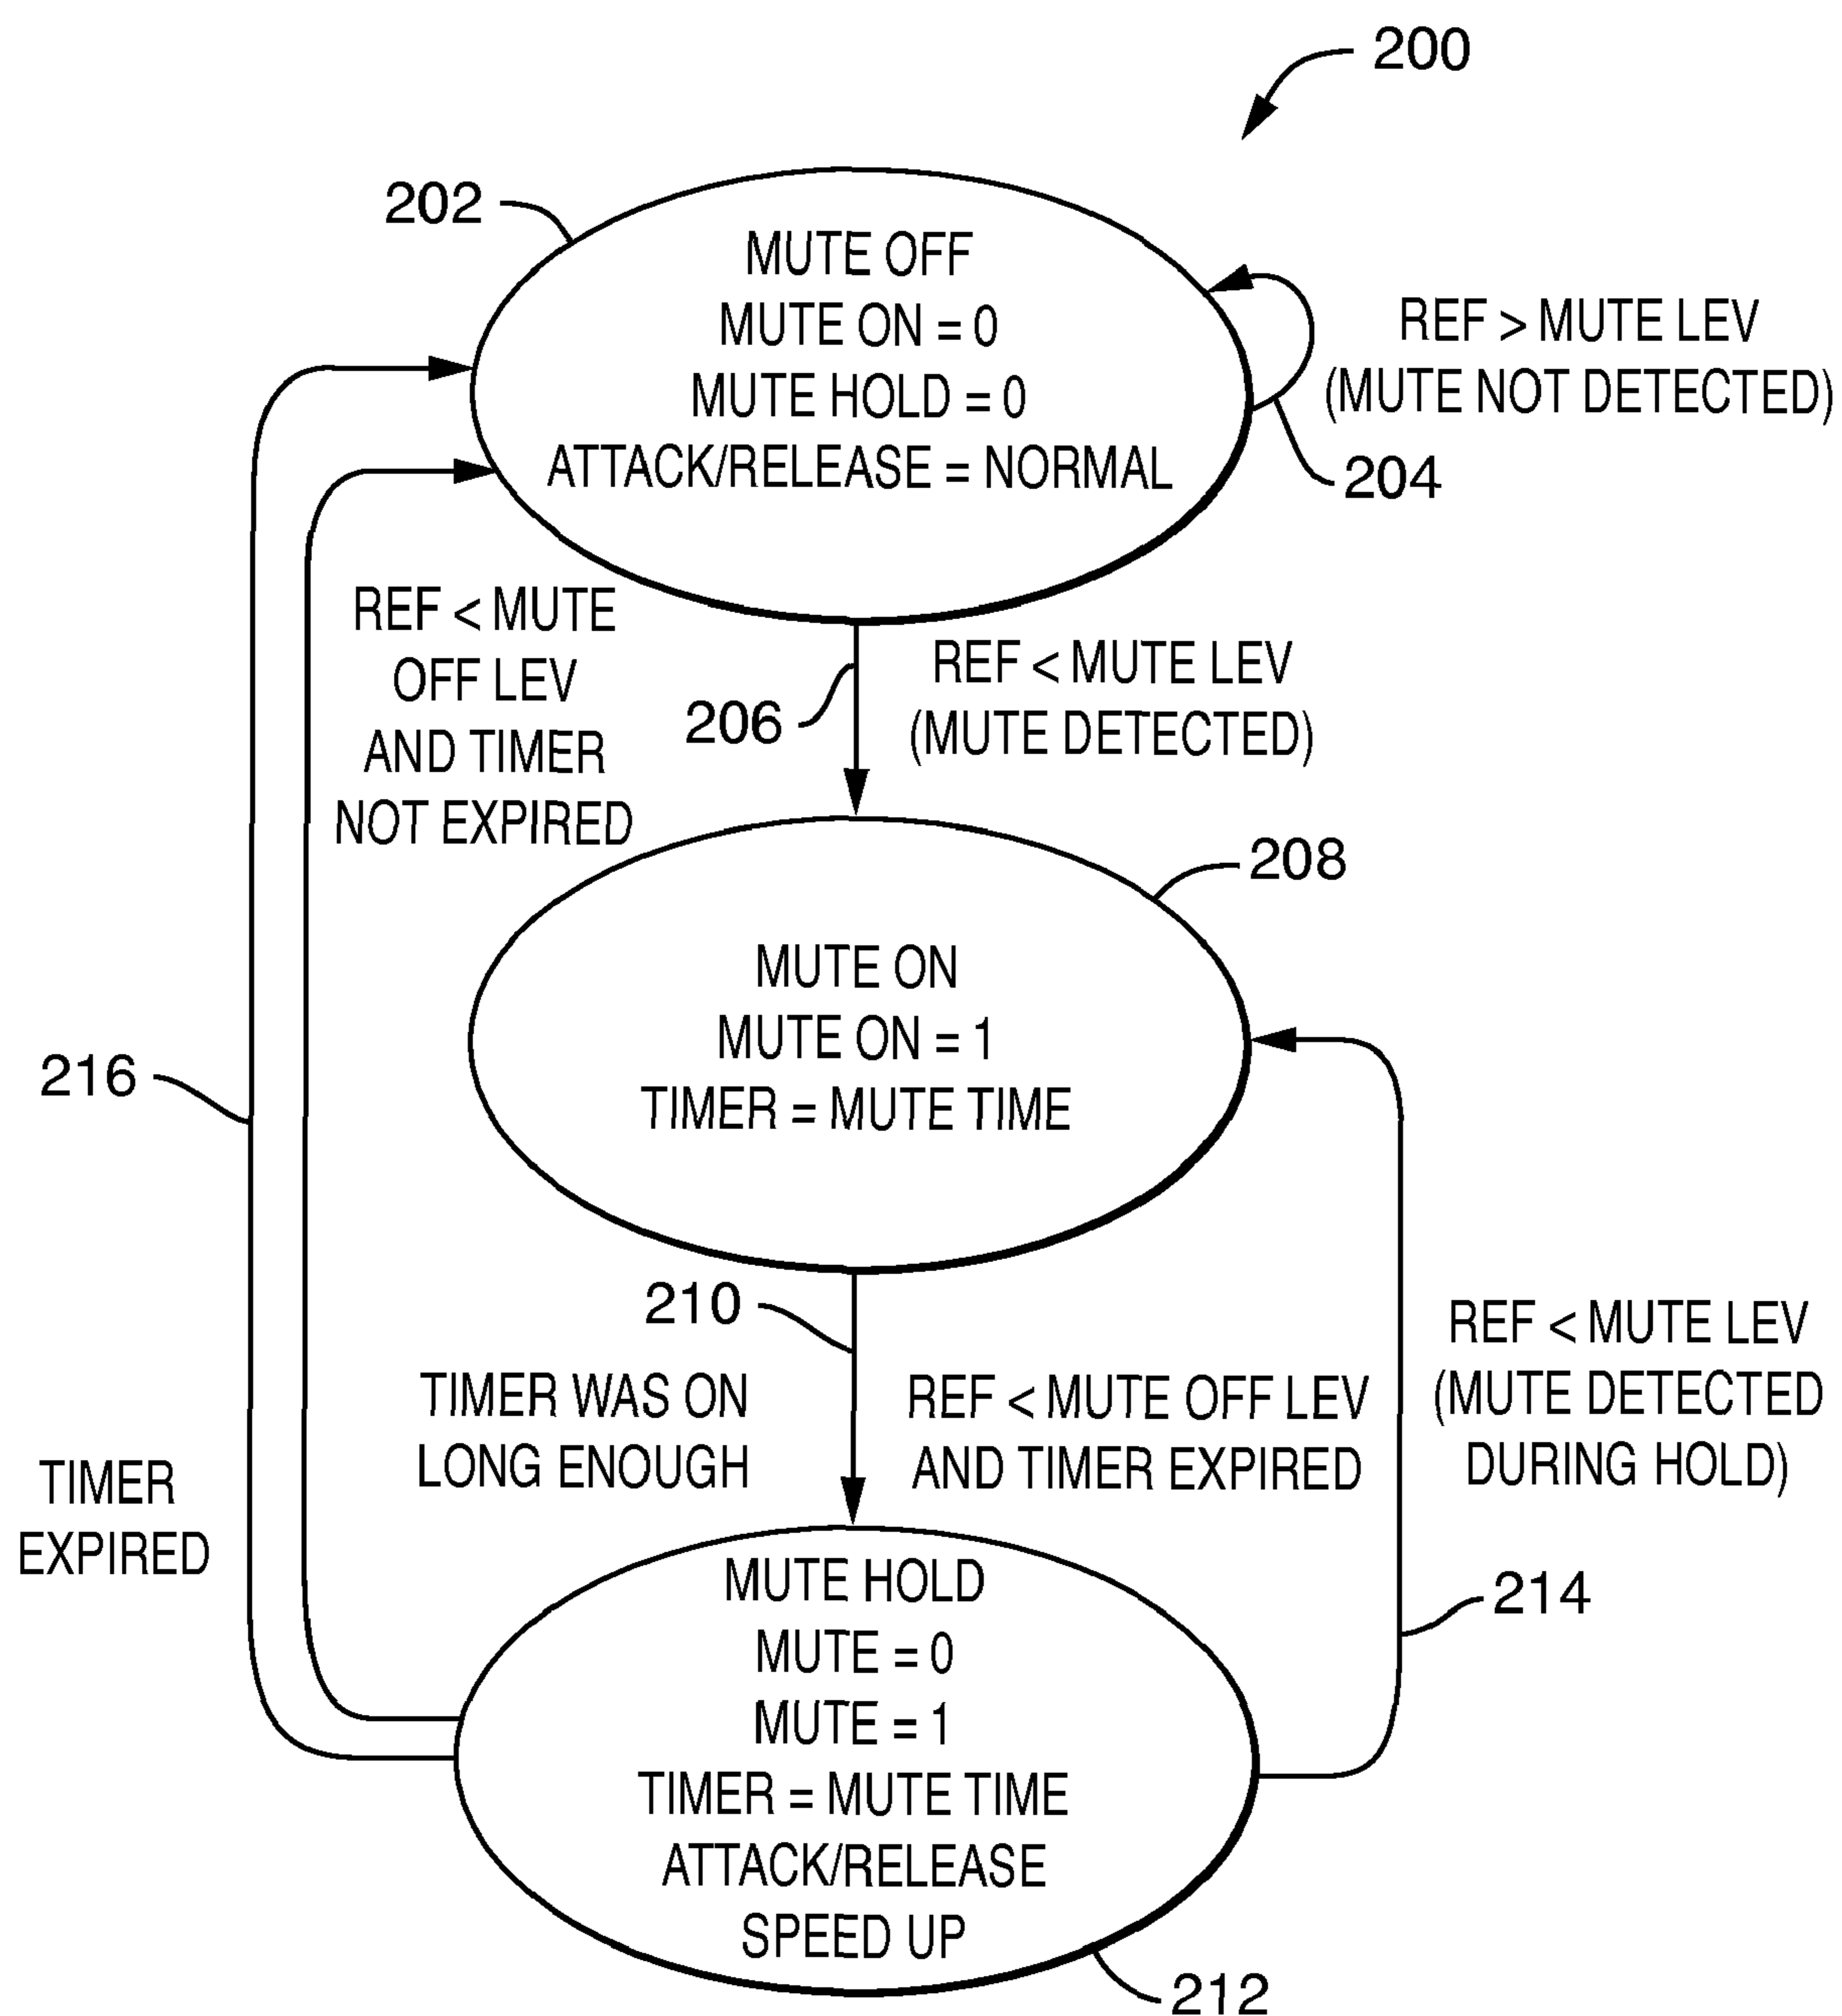 200
202
MUTE OFF
MUTE ON = 0
MUTE HOLD = 0
ATTACK/RELEASE = NORMAL
REF > MUTE LEV
(MUTE NOT DETECTED)
204
REF < MUTE
OFF LEV
AND TIMER
NOT EXPIRED
206
REF < MUTE LEV
(MUTE DETECTED)
208
MUTE ON
MUTE ON = 1
TIMER = MUTE TIME
216
210
TIMER WAS ON
LONG ENOUGH
REF < MUTE OFF LEV
AND TIMER EXPIRED
REF < MUTE LEV
(MUTE DETECTED
DURING HOLD)
TIMER
EXPIRED
214
MUTE HOLD
MUTE = 0
MUTE = 1
TIMER = MUTE TIME
ATTACK/RELEASE
SPEED UP
212